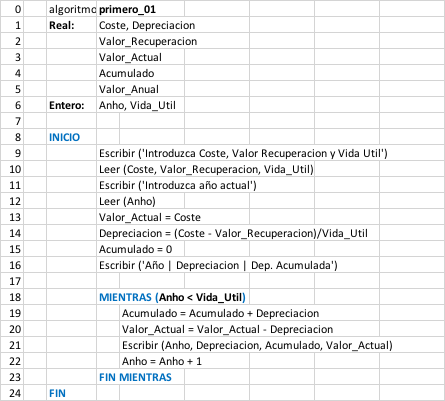 0 algoritmo primero_01
1 Real: Coste, Depreciacion
2 Valor_Recuperacion
3 Valor_Actual
4 Acumulado
5 Valor_Anual
6 Entero: Anho, Vida_Util
7
8 INICIO
9 Escribir ('Introduzca Coste, Valor Recuperacion y Vida Util')
10 Leer (Coste, Valor_Recuperacion, Vida_Util)
11 Escribir ('Introduzca año actual')
12 Leer (Anho)
13 Valor_Actual = Coste
14 Depreciacion = (Coste - Valor_Recuperacion)/Vida_Util
15 Acumulado = 0
16 Escribir ('Año | Depreciacion | Dep. Acumulada')
17
18 MIENTRAS (Anho < Vida_Util)
19 Acumulado = Acumulado + Depreciacion
20 Valor_Actual = Valor_Actual - Depreciacion
21 Escribir (Anho, Depreciacion, Acumulado, Valor_Actual)
22 Anho = Anho + 1
23 FIN MIENTRAS
24 FIN